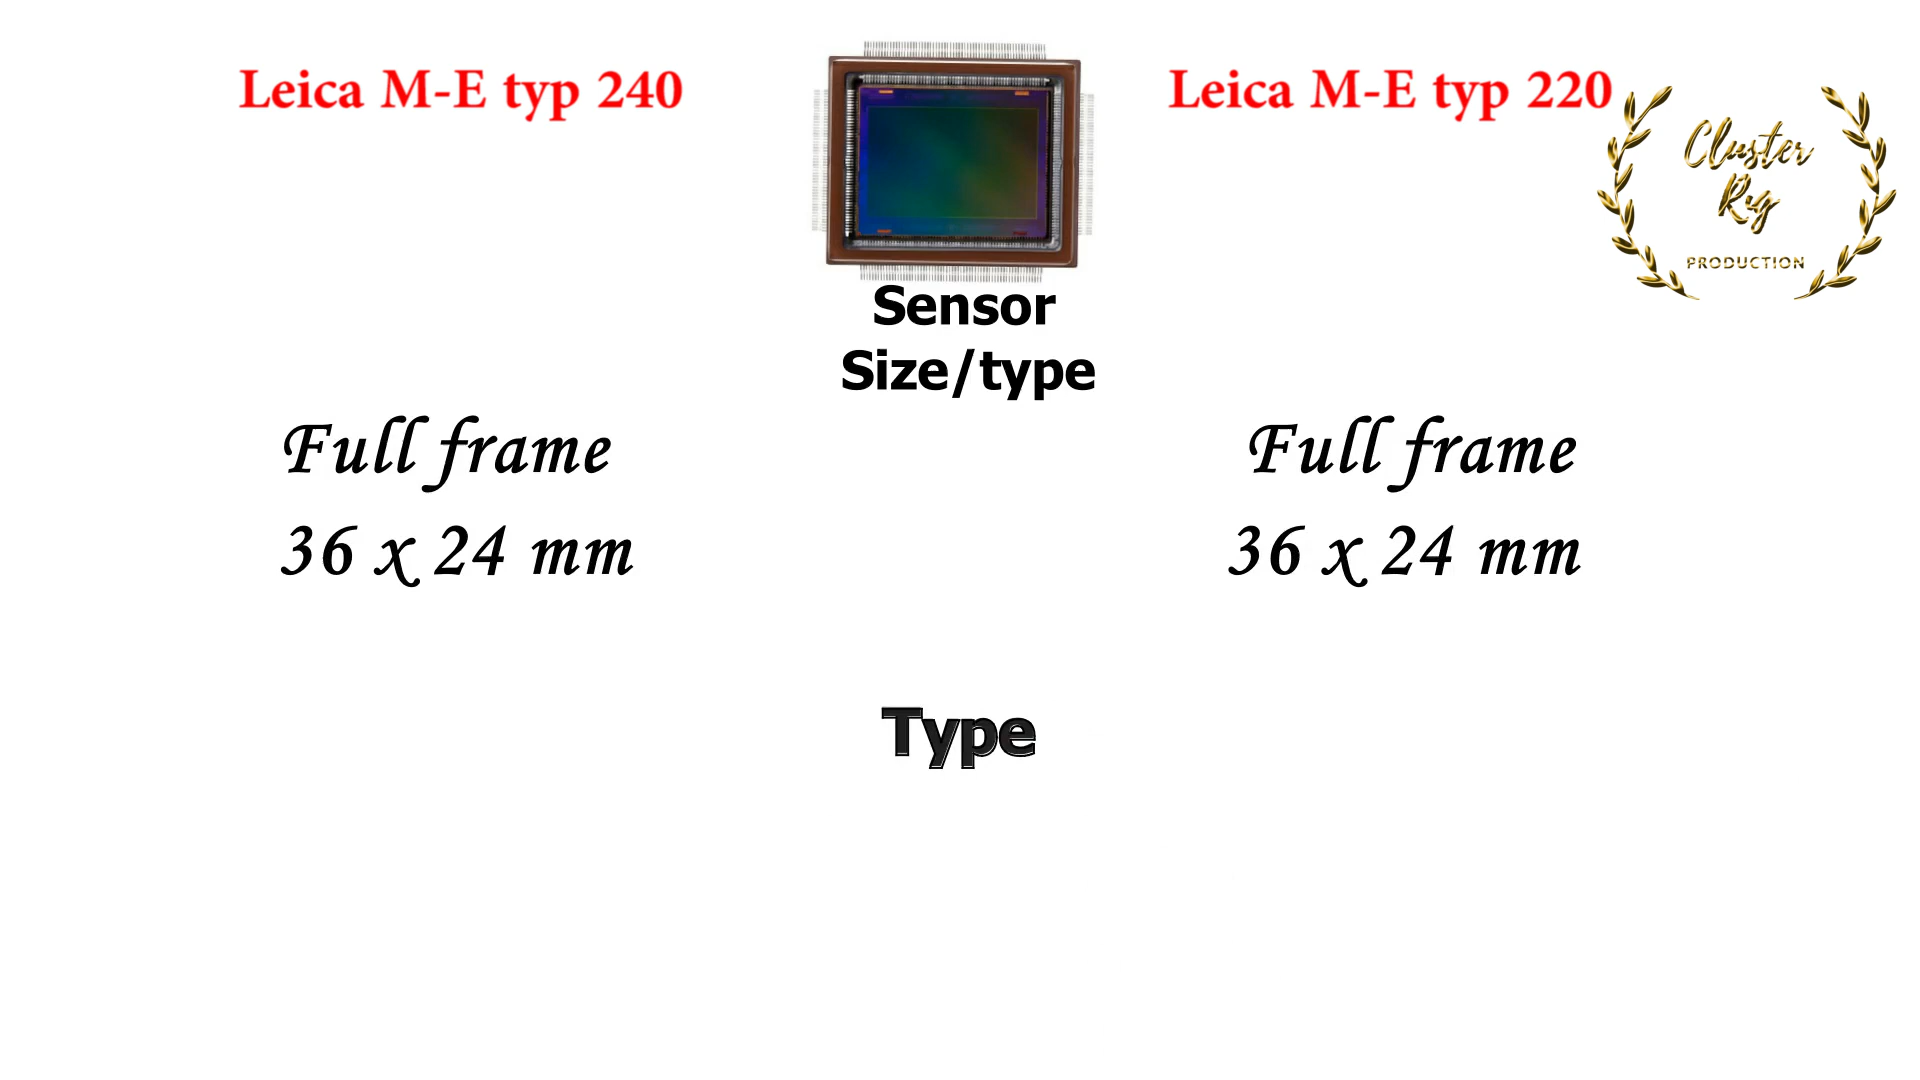 Leica M-E typ 240
Leica M-E typ 220
Cluster
Rig
PRODUCTION
Sensor
Size/type
Full frame
36 x 24 mm
Full frame
36 x 24 mm
Type